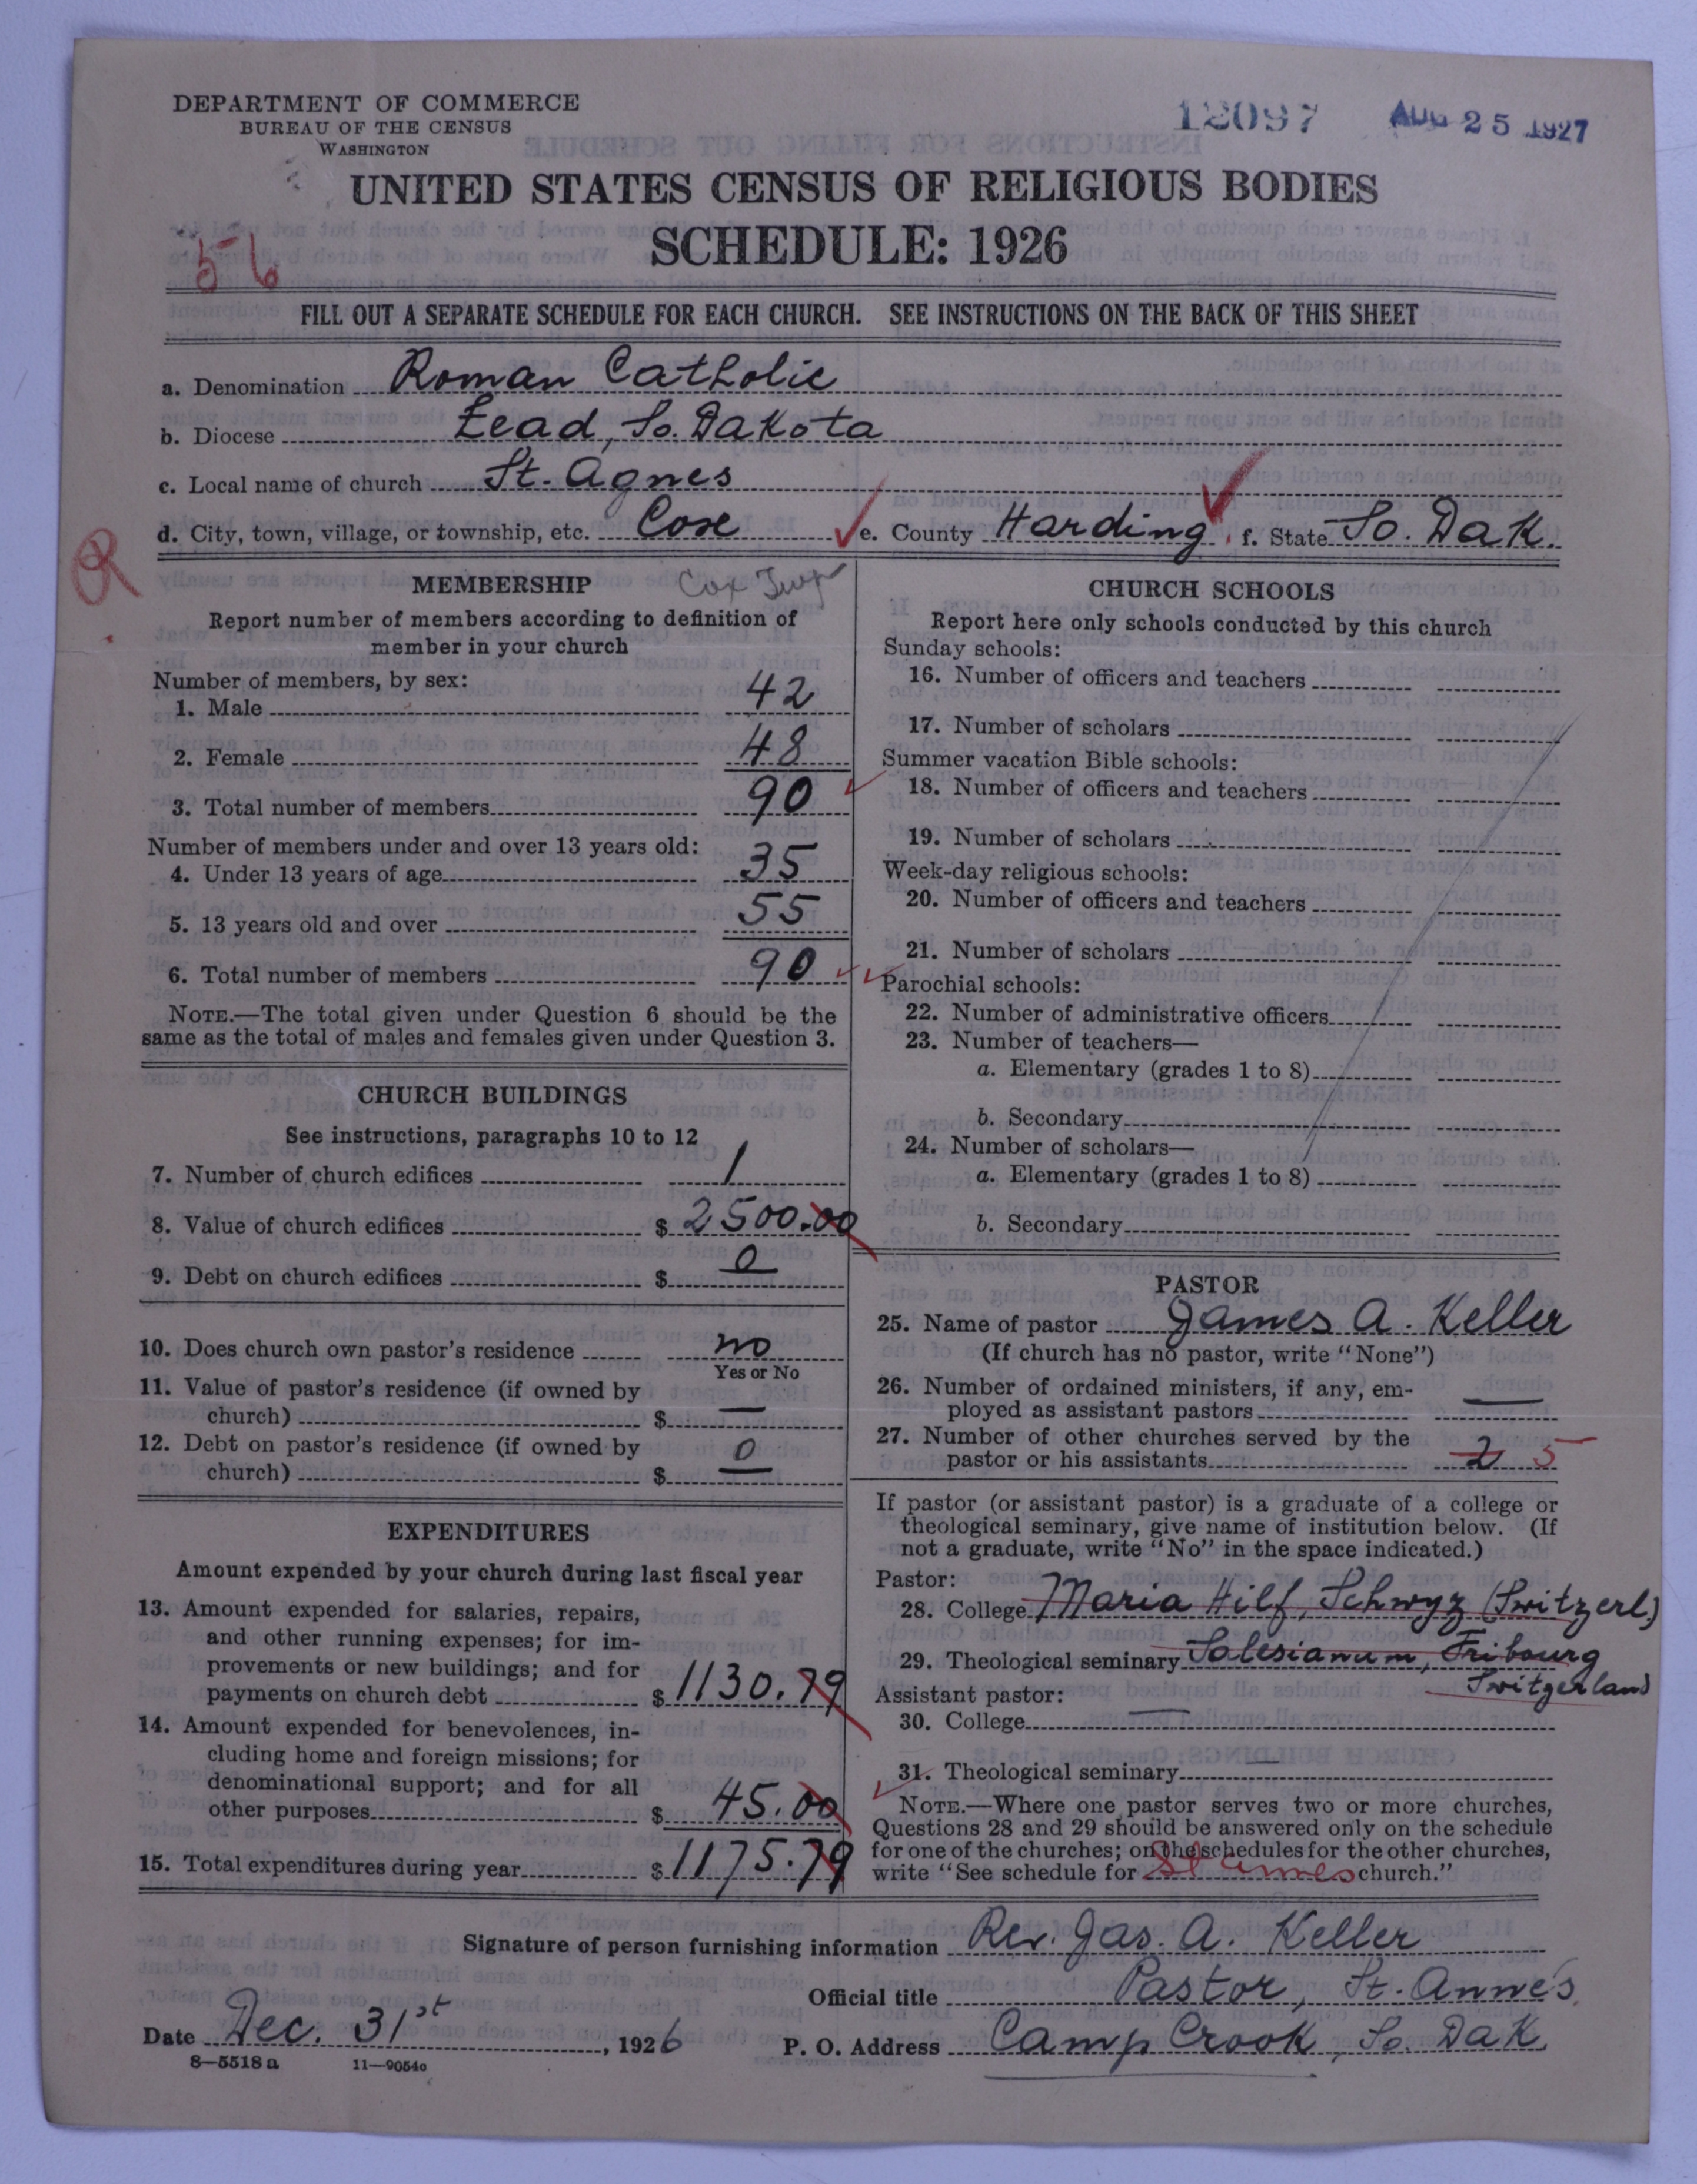 DEPARTMENT OF COMMERCE
BUREAU OF THE CENSUS
WASHINGTON
12097 AUG 25 1927
UNITED STATES CENSUS OF RELIGIOUS BODIES
SCHEDULE: 1926
56
FILL OUT A SEPARATE SCHEDULE FOR EACH CHURCH. SEE INSTRUCTIONS ON THE BACK OF THIS SHEET
a. Denomination Roman Catholic
b. Diocese Lead, So. Dakota
c. Local name of church St. Agnes
d. City, town, village, or township, etc. Coxe e. County Harding f. State So. Dak.
R
MEMBERSHIP Cox Twp
Report number of members according to definition of
member in your church
Number of members, by sex:
1. Male 42
2. Female 48
3. Total number of members 90
Number of members under and over 13 years old:
4. Under 13 years of age 35
5. 13 years old and over 55
6. Total number of members 90
NOTE.—The total given under Question 6 should be the
same as the total of males and females given under Question 3.
CHURCH BUILDINGS
See instructions, paragraphs 10 to 12
7. Number of church edifices 1
8. Value of church edifices $ 2500.00
9. Debt on church edifices $ 0
10. Does church own pastor's residence no
Yes or No
11. Value of pastor's residence (if owned by
church) $ —
12. Debt on pastor's residence (if owned by
church) $ 0
EXPENDITURES
Amount expended by your church during last fiscal year
13. Amount expended for salaries, repairs,
and other running expenses; for im-
provements or new buildings; and for
payments on church debt $ 1130.79
14. Amount expended for benevolences, in-
cluding home and foreign missions; for
denominational support; and for all
other purposes $ 45.00
15. Total expenditures during year $ 1175.79
CHURCH SCHOOLS
Report here only schools conducted by this church
Sunday schools:
16. Number of officers and teachers
17. Number of scholars
Summer vacation Bible schools:
18. Number of officers and teachers
19. Number of scholars
Week-day religious schools:
20. Number of officers and teachers
21. Number of scholars
Parochial schools:
22. Number of administrative officers
23. Number of teachers—
a. Elementary (grades 1 to 8)
b. Secondary
24. Number of scholars—
a. Elementary (grades 1 to 8)
b. Secondary
PASTOR
25. Name of pastor James A. Keller
(If church has no pastor, write "None")
26. Number of ordained ministers, if any, em-
ployed as assistant pastors —
27. Number of other churches served by the
pastor or his assistants 2 5
If pastor (or assistant pastor) is a graduate of a college or
theological seminary, give name of institution below. (If
not a graduate, write "No" in the space indicated.)
Pastor:
28. College Maria Hilf, Schwyz (Switzerl.)
29. Theological seminary Salesianum, Fribourg
Switzerland
Assistant pastor:
30. College —
31. Theological seminary —
NOTE.—Where one pastor serves two or more churches,
Questions 28 and 29 should be answered only on the schedule
for one of the churches; on the schedules for the other churches,
write "See schedule for St Annes church."
Signature of person furnishing information Rev. Jas. A. Keller
Official title Pastor, St. Anne's
Date Dec. 31st, 1926 P. O. Address Camp Crook, So. Dak.
8—5518a 11—9054o